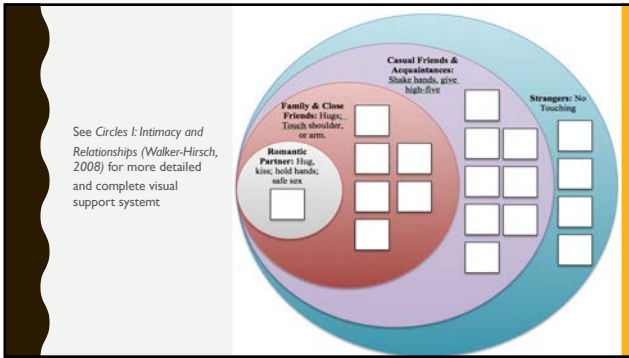 See Circles I: Intimacy and
Relationships (Walker-Hirsch,
2008) for more detailed
and complete visual
support systemt
Romantic
Partner: Hug,
kiss; hold hands;
safe sex
Family & Close
Friends: Hugs;
Touch shoulder,
or arm.
Casual Friends &
Acquaintances:
Shake hands, give
high-five
Strangers: No
Touching